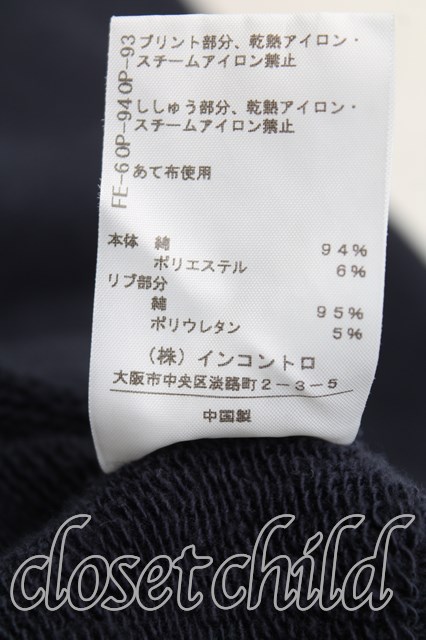 FE-6 0P-94 0P-93
プリント部分、乾熱アイロン・
スチームアイロン禁止
ししゅう部分、乾熱アイロン・
スチームアイロン禁止
あて布使用
本体 綿 94%
ポリエステル 6%
リブ部分
綿 95%
ポリウレタン 5%
(株)インコントロ
大阪市中央区淡路町2-3-5
中国製
closet child